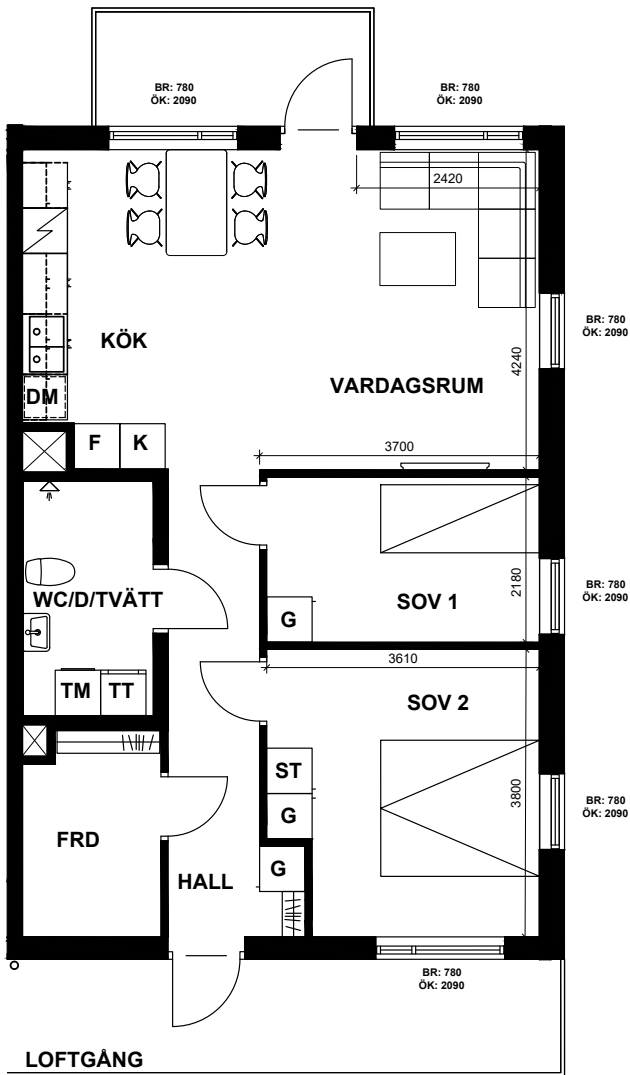 BR: 780
ÖK: 2090
BR: 780
ÖK: 2090
2420
BR: 780
ÖK: 2090
KÖK
4240
VARDAGSRUM
DM
F
K
3700
BR: 780
ÖK: 2090
2180
WC/D/TVÄTT
SOV 1
G
3610
TM
TT
SOV 2
ST
3800
BR: 780
ÖK: 2090
G
FRD
G
HALL
BR: 780
ÖK: 2090
LOFTGÅNG